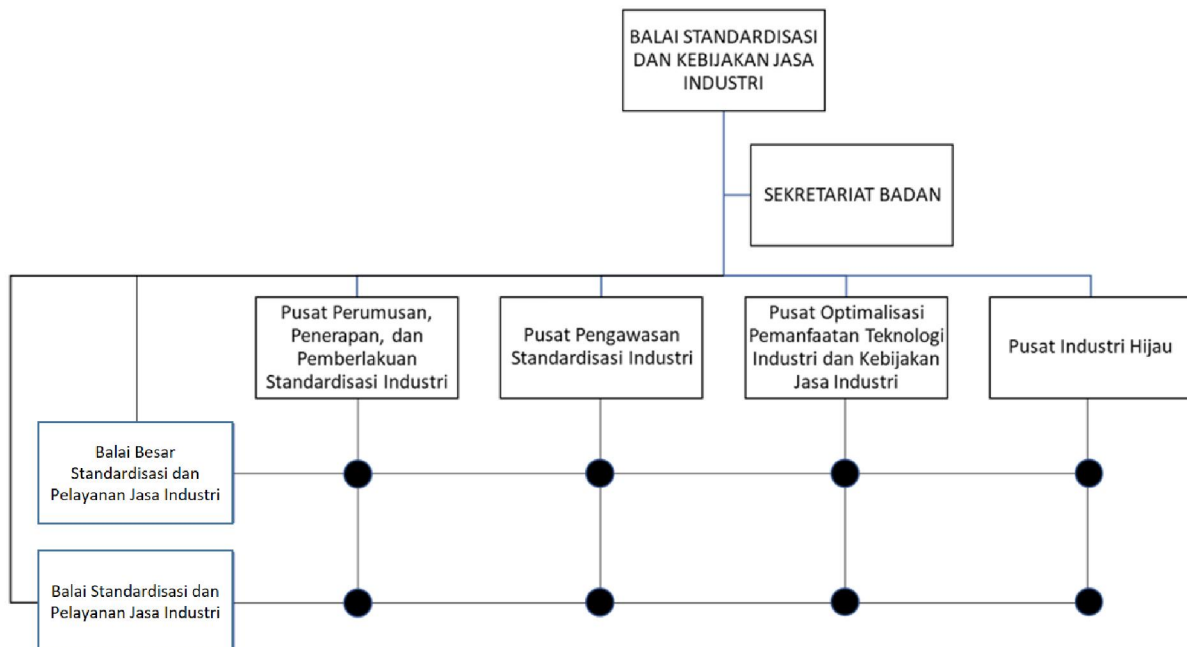 BALAI STANDARDISASI
DAN KEBIJAKAN JASA
INDUSTRI
SEKRETARIAT BADAN
Pusat Perumusan,
Penerapan, dan
Pemberlakuan
Standardisasi Industri
Pusat Pengawasan
Standardisasi Industri
Pusat Optimalisasi
Pemanfaatan Teknologi
Industri dan Kebijakan
Jasa Industri
Pusat Industri Hijau
Balai Besar
Standardisasi dan
Pelayanan Jasa Industri
Balai Standardisasi dan
Pelayanan Jasa Industri